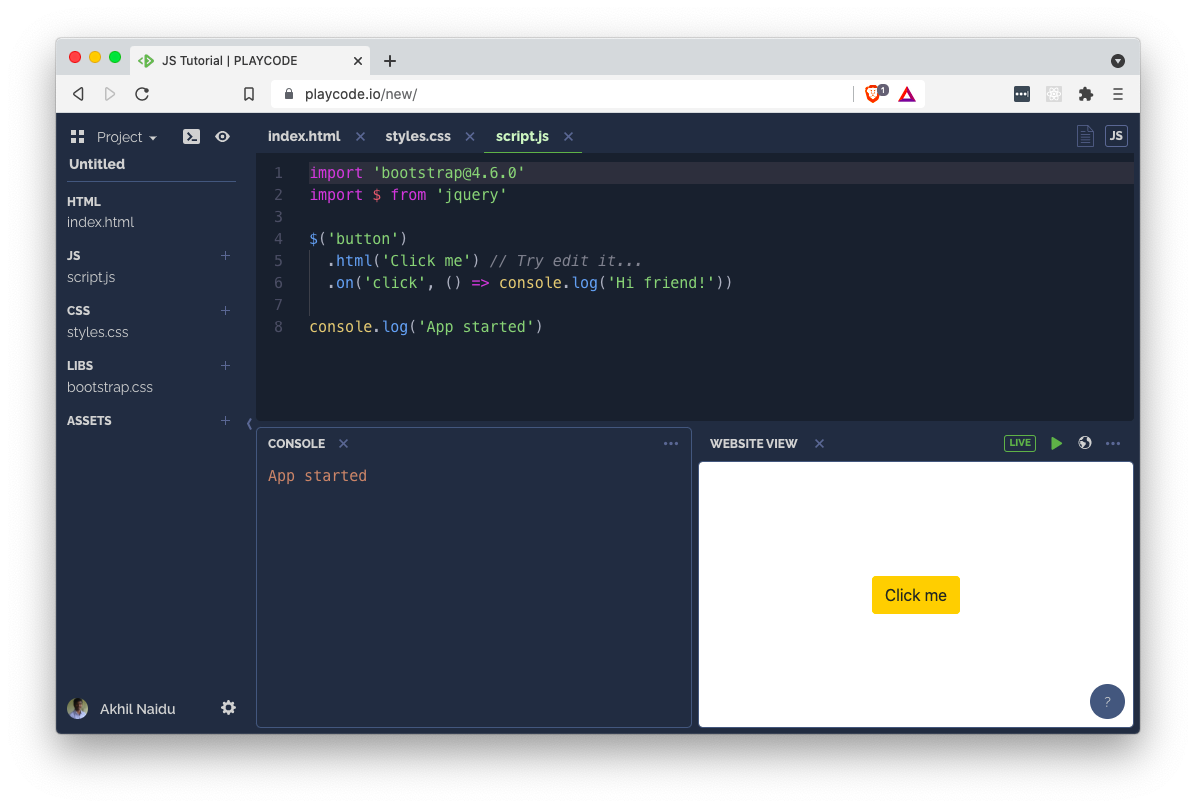 JS Tutorial | PLAYCODE
playcode.io/new/
1
Project
index.html
styles.css
script.js
JS
Untitled
HTML
index.html
JS
script.js
CSS
styles.css
LIBS
bootstrap.css
ASSETS
1 import 'bootstrap@4.6.0'
2 import $ from 'jquery'
3
4 $('button')
5   .html('Click me') // Try edit it...
6   .on('click', () => console.log('Hi friend!'))
7
8 console.log('App started')
CONSOLE
App started
WEBSITE VIEW
LIVE
Click me
?
Akhil Naidu